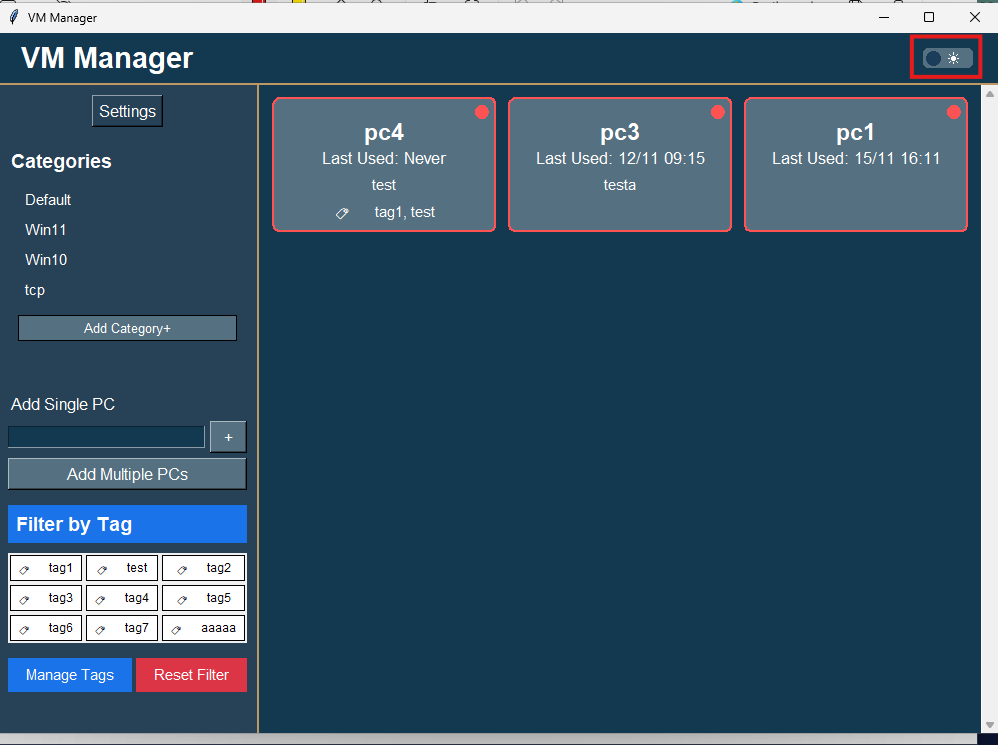 VM Manager
VM Manager
Settings
Categories
Default
Win11
Win10
tcp
Add Category+
Add Single PC
+
Add Multiple PCs
Filter by Tag
tag1 test tag2
tag3 tag4 tag5
tag6 tag7 aaaaa
Manage Tags Reset Filter
pc4
Last Used: Never
test
tag1, test
pc3
Last Used: 12/11 09:15
testa
pc1
Last Used: 15/11 16:11